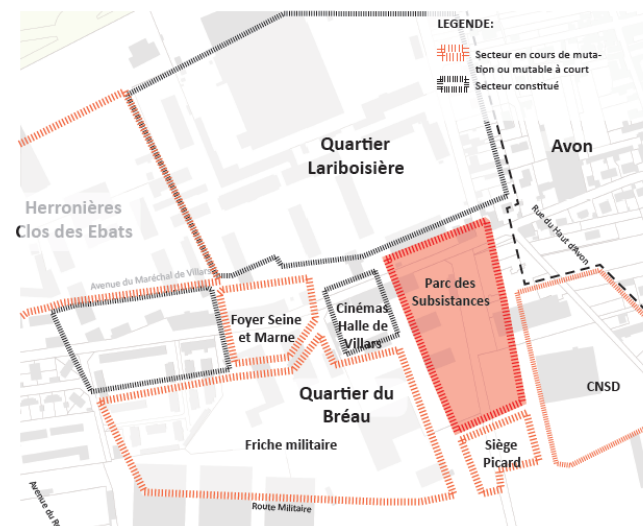 LEGENDE:
Secteur en cours de muta-
tion ou mutable à court
Secteur constitué
Quartier
Lariboisière
Avon
Rue du Haut d'Avon
Herronières
Clos des Ebats
Avenue du Maréchal de Villars
Parc des
Subsistances
Foyer Seine
et Marne
Cinémas
Halle de
Villars
CNSD
Quartier du
Bréau
Friche militaire
Siège
Picard
Avenue du
Route Militaire